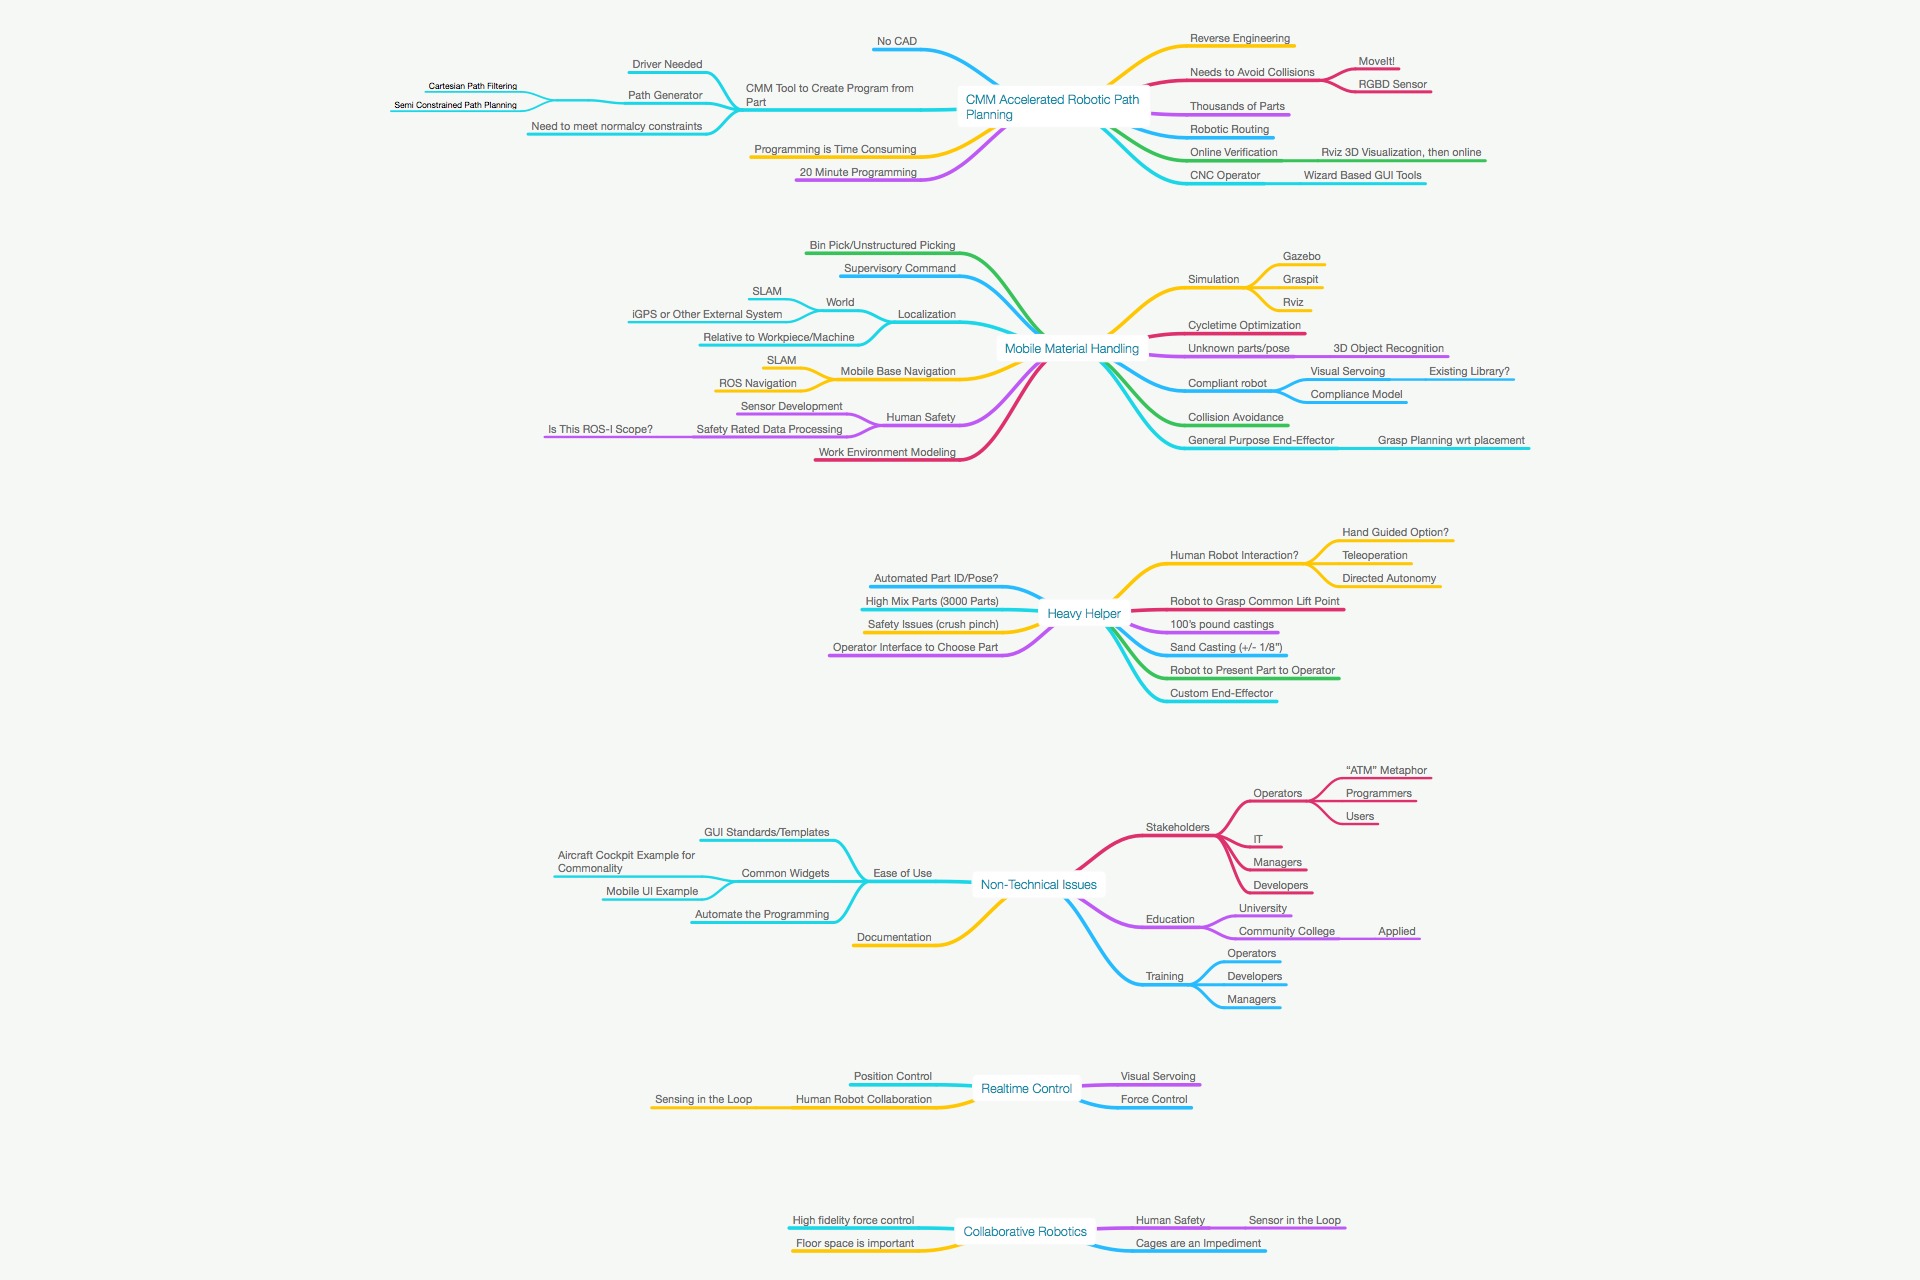 No CAD
Driver Needed
Cartesian Path Filtering
Semi Constrained Path Planning
Path Generator
Need to meet normalcy constraints
CMM Tool to Create Program from
Part
Programming is Time Consuming
20 Minute Programming
CMM Accelerated Robotic Path
Planning
Reverse Engineering
Needs to Avoid Collisions
MoveIt!
RGBD Sensor
Thousands of Parts
Robotic Routing
Online Verification
Rviz 3D Visualization, then online
CNC Operator
Wizard Based GUI Tools
Bin Pick/Unstructured Picking
Supervisory Command
SLAM
iGPS or Other External System
World
Relative to Workpiece/Machine
Localization
SLAM
ROS Navigation
Mobile Base Navigation
Sensor Development
Is This ROS-I Scope?
Safety Rated Data Processing
Human Safety
Work Environment Modeling
Mobile Material Handling
Simulation
Gazebo
Graspit
Rviz
Cycletime Optimization
Unknown parts/pose
3D Object Recognition
Compliant robot
Visual Servoing
Existing Library?
Compliance Model
Collision Avoidance
General Purpose End-Effector
Grasp Planning wrt placement
Automated Part ID/Pose?
High Mix Parts (3000 Parts)
Safety Issues (crush pinch)
Operator Interface to Choose Part
Heavy Helper
Human Robot Interaction?
Hand Guided Option?
Teleoperation
Directed Autonomy
Robot to Grasp Common Lift Point
100's pound castings
Sand Casting (+/- 1/8")
Robot to Present Part to Operator
Custom End-Effector
GUI Standards/Templates
Aircraft Cockpit Example for
Commonality
Mobile UI Example
Common Widgets
Automate the Programming
Ease of Use
Documentation
Non-Technical Issues
Stakeholders
Operators
“ATM” Metaphor
Programmers
Users
IT
Managers
Developers
Education
University
Community College
Applied
Training
Operators
Developers
Managers
Position Control
Sensing in the Loop
Human Robot Collaboration
Realtime Control
Visual Servoing
Force Control
High fidelity force control
Floor space is important
Collaborative Robotics
Human Safety
Sensor in the Loop
Cages are an Impediment